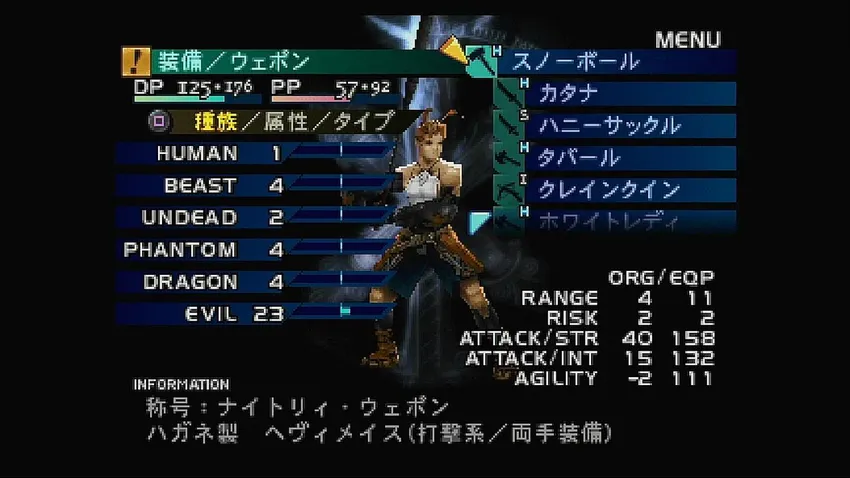 MENU
装備／ウェポン
DP 125・176 PP 57・92
種族／属性／タイプ
HUMAN 1
BEAST 4
UNDEAD 2
PHANTOM 4
DRAGON 4
EVIL 23
H スノーボール
H カタナ
S ハニーサックル
H タバール
I クレインクイン
H ホワイトレディ
ORG/EQP
RANGE 4 11
RISK 2 2
ATTACK/STR 40 158
ATTACK/INT 15 132
AGILITY -2 111
INFORMATION
称号：ナイトリィ・ウェポン
ハガネ製 ヘヴィメイス(打撃系／両手装備)